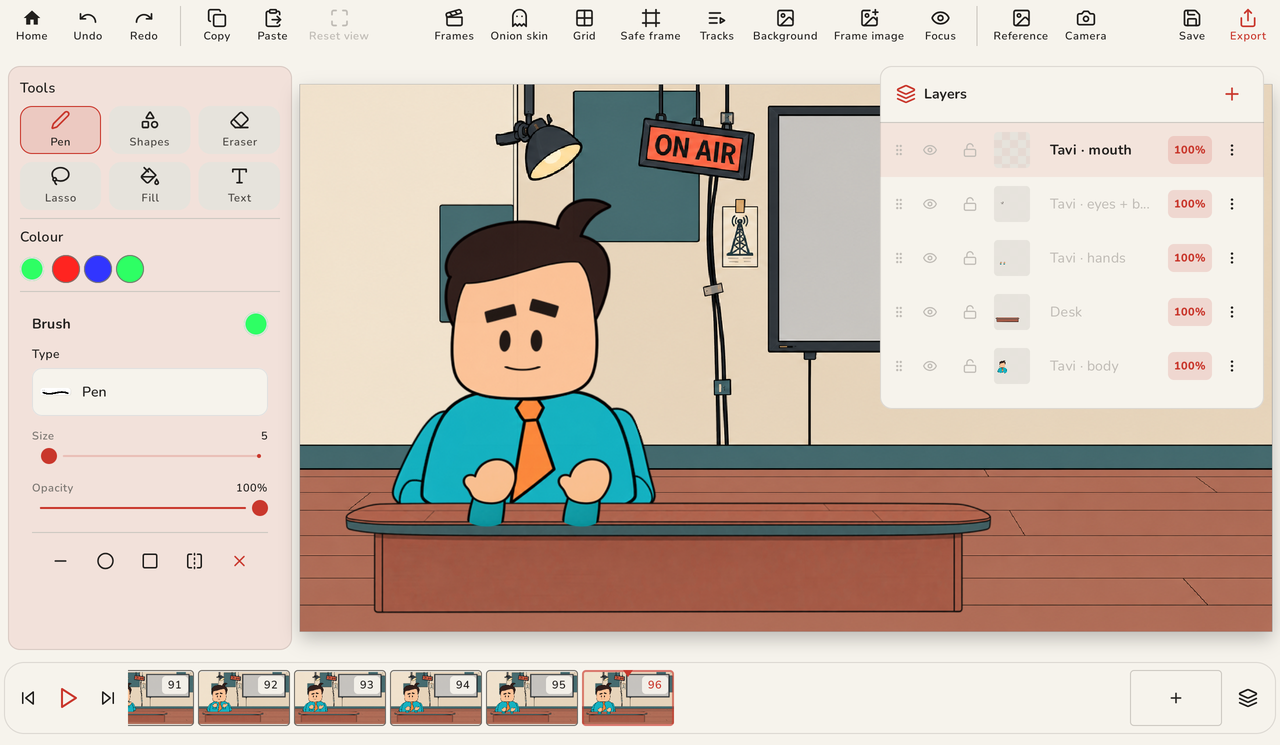 Home Undo Redo Copy Paste Reset view Frames Onion skin Grid Safe frame Tracks Background Frame image Focus Reference Camera Save Export
Tools
Pen Shapes Eraser
Lasso Fill Text
Colour
Brush
Type
Pen
Size 5
Opacity 100%
ON AIR
Layers
Tavi · mouth 100%
Tavi · eyes + b... 100%
Tavi · hands 100%
Desk 100%
Tavi · body 100%
91 92 93 94 95 96